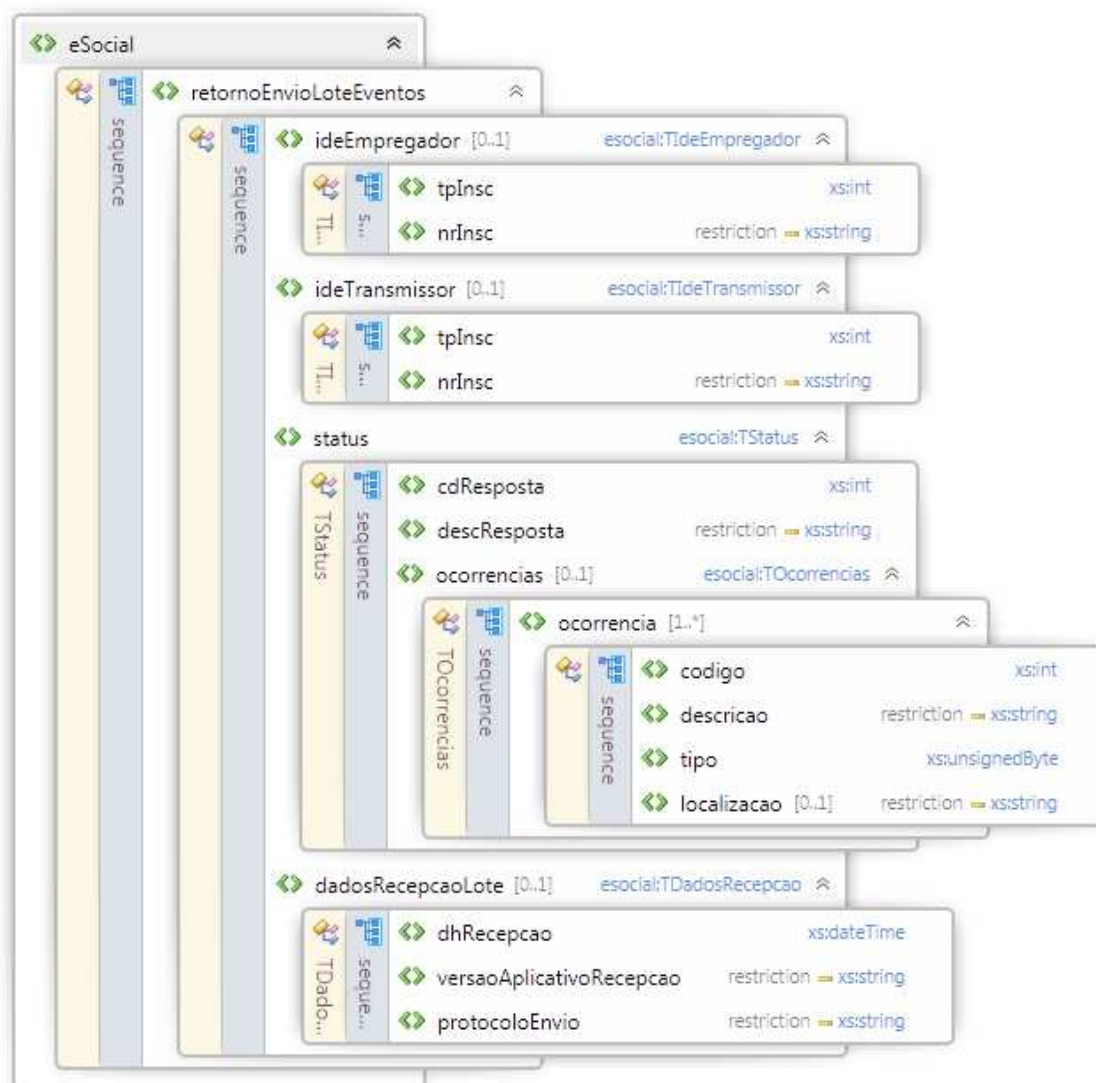 eSocial
sequence
retornoEnvioLoteEventos
sequence
ideEmpregador [0..1] esocial:TIdeEmpregador
TI... s...
tpInsc xs:int
nrInsc restriction xs:string
ideTransmissor [0..1] esocial:TIdeTransmissor
TI... s...
tpInsc xs:int
nrInsc restriction xs:string
status esocial:TStatus
TStatus sequence
cdResposta xs:int
descResposta restriction xs:string
ocorrencias [0..1] esocial:TOcorrencias
TOcorrencias sequence
ocorrencia [1..*]
sequence
codigo xs:int
descricao restriction xs:string
tipo xs:unsignedByte
localizacao [0..1] restriction xs:string
dadosRecepcaoLote [0..1] esocial:TDadosRecepcao
TDado... seque...
dhRecepcao xs:dateTime
versaoAplicativoRecepcao restriction xs:string
protocoloEnvio restriction xs:string